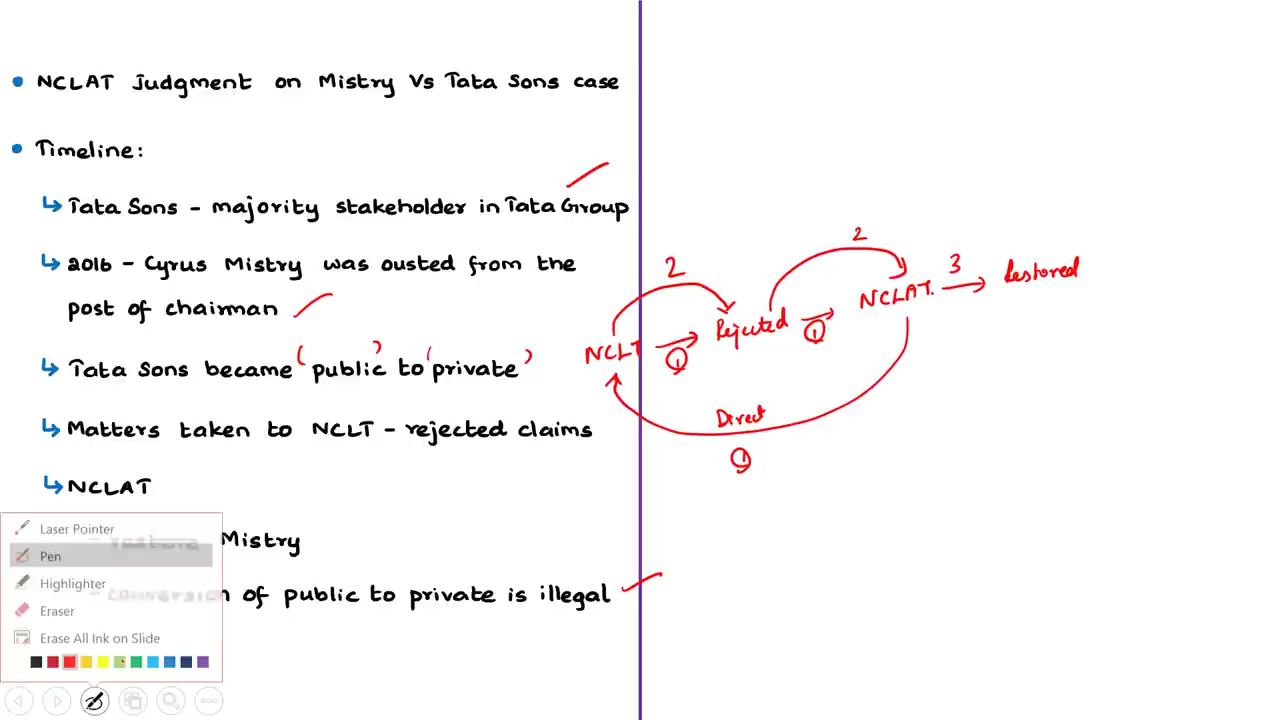 NCLAT Judgment on Mistry Vs Tata Sons case
Timeline:
Tata Sons - majority stakeholder in Tata Group
2016 - Cyrus Mistry was ousted from the
post of chairman
Tata Sons became (public) to (private)
Matters taken to NCLT - rejected claims
NCLAT
- restore Mistry
- conversion of public to private is illegal
Laser Pointer
Pen
Highlighter
Eraser
Erase All Ink on Slide
2
2
NCLT → Rejected → NCLAT. 3 → Restored
1
1
Direct
1